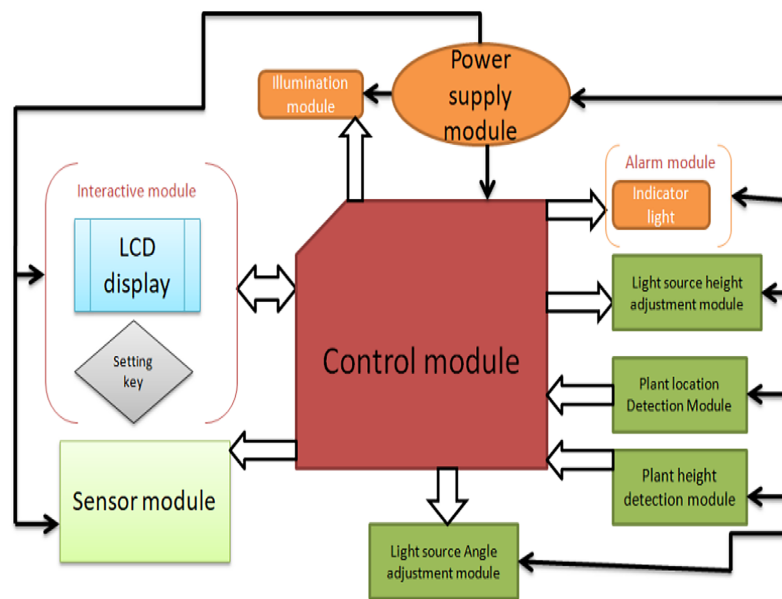 Power
supply
module
Illumination
module
Alarm module
Indicator
light
Interactive module
LCD
display
Setting
key
Light source height
adjustment module
Control module
Plant location
Detection Module
Sensor module
Plant height
detection module
Light source Angle
adjustment module